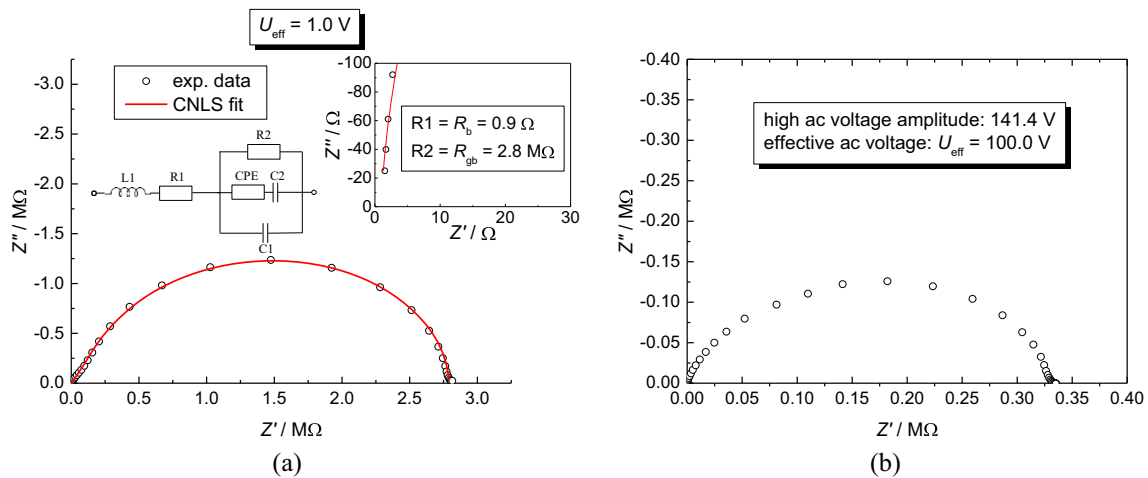 U_eff = 1.0 V
exp. data
CNLS fit
R2
L1
R1
CPE
C2
C1
Z'' / MΩ
-3.0
-2.5
-2.0
-1.5
-1.0
-0.5
0.0
0.0
0.5
1.0
1.5
2.0
2.5
3.0
Z' / MΩ
Z'' / Ω
-100
-80
-60
-40
-20
0
R1 = R_b = 0.9 Ω
R2 = R_gb = 2.8 MΩ
0
10
20
30
Z' / Ω
(a)
Z'' / MΩ
-0.40
-0.35
-0.30
-0.25
-0.20
-0.15
-0.10
-0.05
0.00
high ac voltage amplitude: 141.4 V
effective ac voltage: U_eff = 100.0 V
0.00
0.05
0.10
0.15
0.20
0.25
0.30
0.35
0.40
Z' / MΩ
(b)